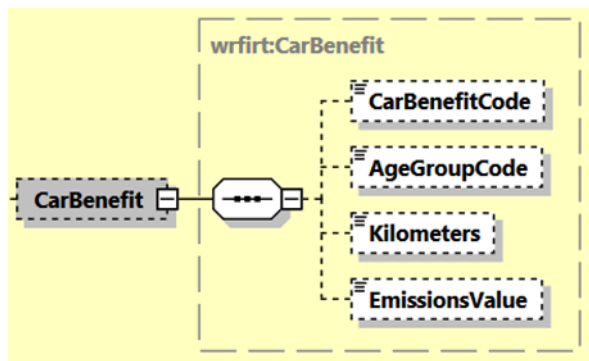 wrfirt:CarBenefit
CarBenefitCode
AgeGroupCode
CarBenefit
Kilometers
EmissionsValue